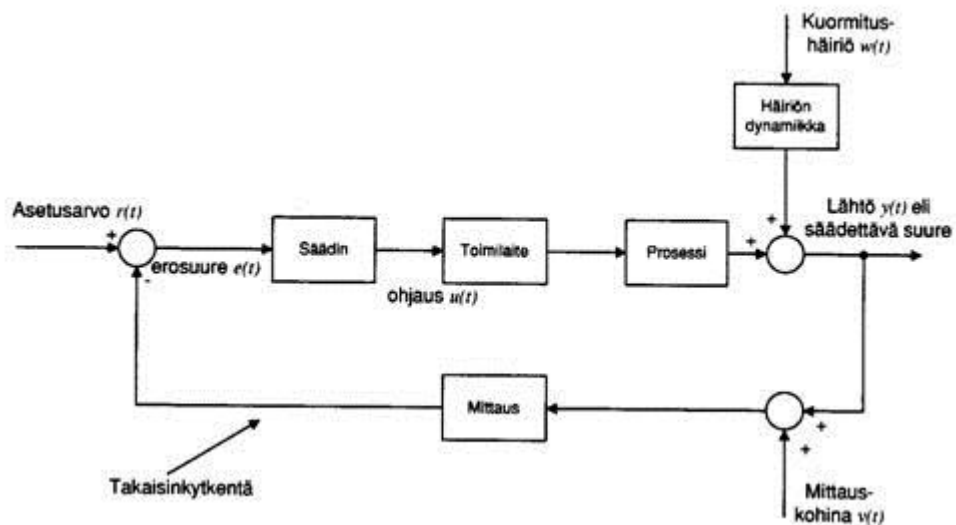 Kuormitus-
häiriö w(t)
Häiriön
dynamiikka
Asetusarvo r(t)
+
-
erosuure e(t)
Säädin
ohjaus u(t)
Toimilaite
Prosessi
+
+
Lähtö y(t) eli
säädettävä suure
Mittaus
+
+
Takaisinkytkentä
Mittaus-
kohina v(t)